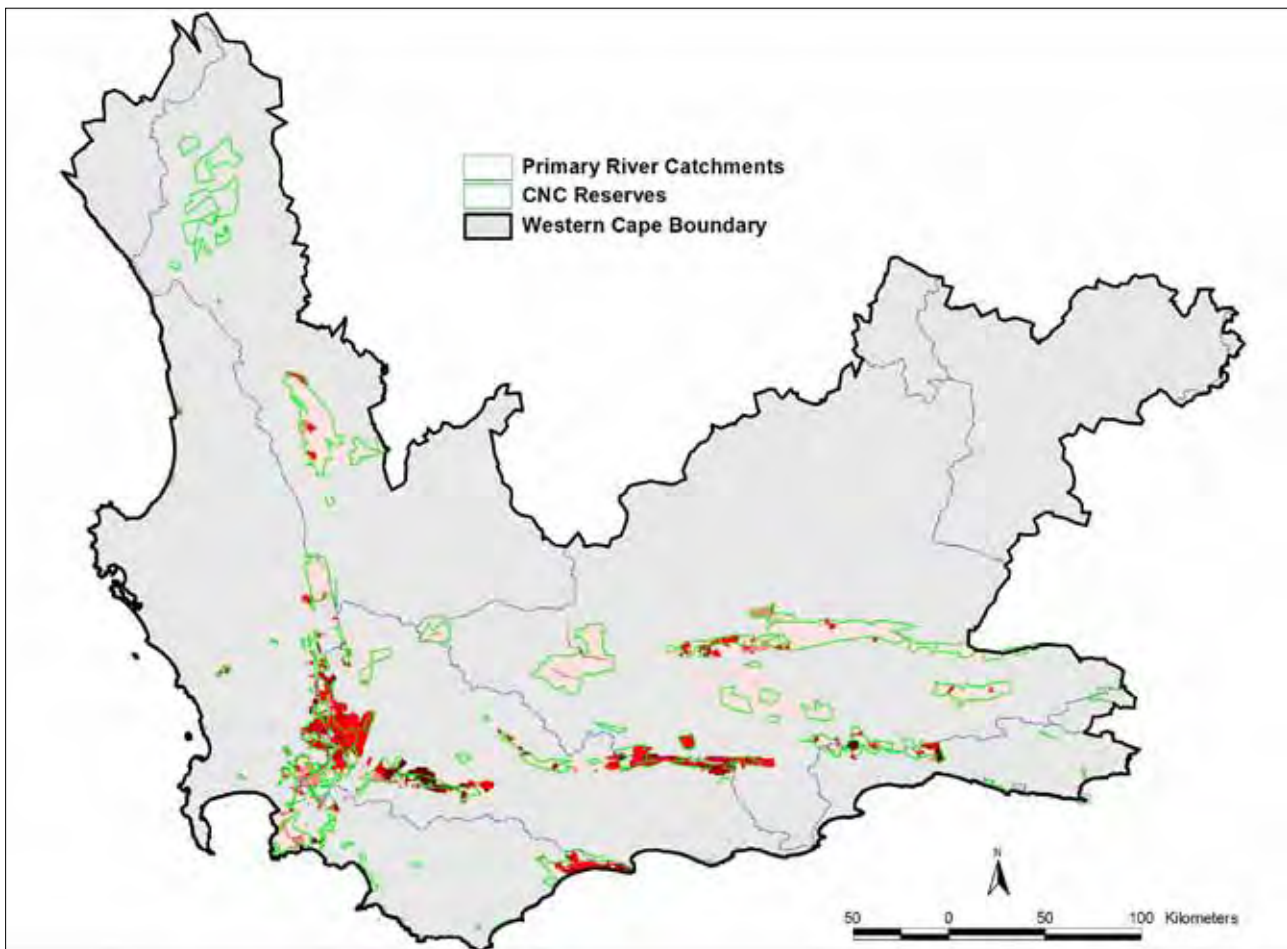 Primary River Catchments
CNC Reserves
Western Cape Boundary
N
50 0 50 100 Kilometers